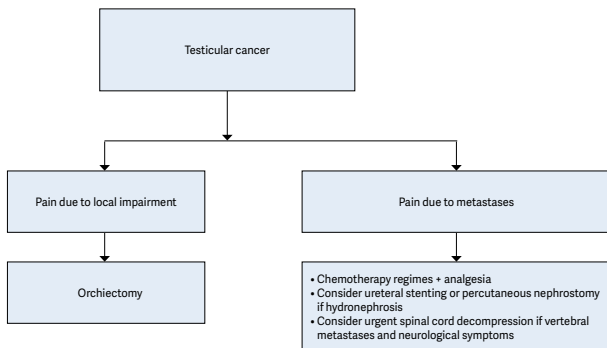 Testicular cancer
Pain due to local impairment
Pain due to metastases
Orchiectomy
• Chemotherapy regimes + analgesia
• Consider ureteral stenting or percutaneous nephrostomy
if hydronephrosis
• Consider urgent spinal cord decompression if vertebral
metastases and neurological symptoms